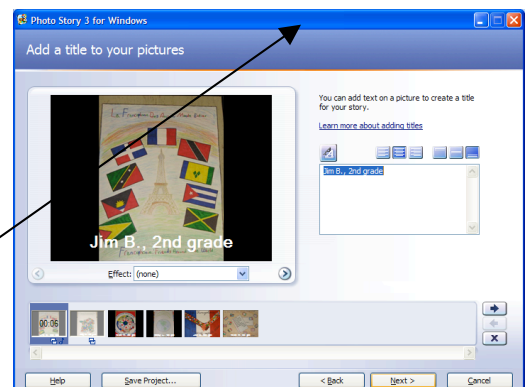 Photo Story 3 for Windows
Add a title to your pictures
You can add text on a picture to create a title
for your story.
Learn more about adding titles
Jim B., 2nd grade
Jim B., 2nd grade
Effect: (none)
00:06
Help
Save Project...
< Back
Next >
Cancel